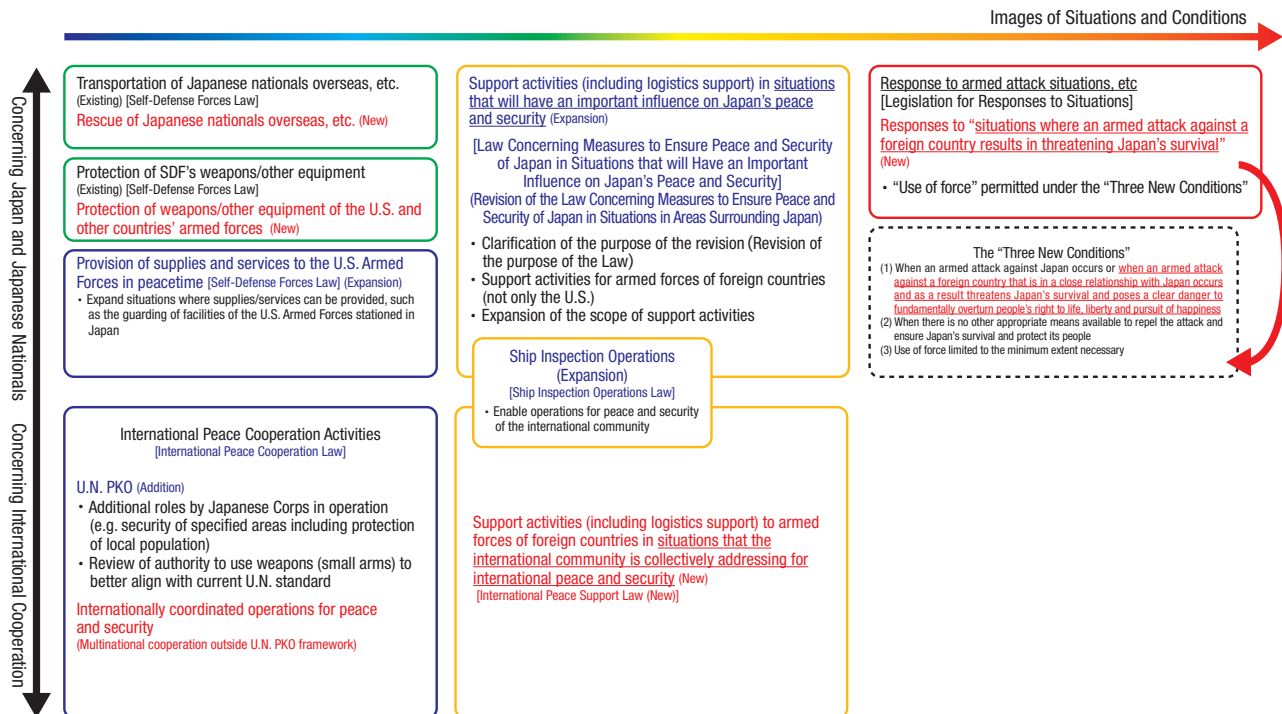 Images of Situations and Conditions
Concerning Japan and Japanese Nationals
Concerning International Cooperation
Transportation of Japanese nationals overseas, etc.
(Existing) [Self-Defense Forces Law]
Rescue of Japanese nationals overseas, etc. (New)
Protection of SDF's weapons/other equipment
(Existing) [Self-Defense Forces Law]
Protection of weapons/other equipment of the U.S. and
other countries' armed forces (New)
Provision of supplies and services to the U.S. Armed
Forces in peacetime [Self-Defense Forces Law] (Expansion)
・Expand situations where supplies/services can be provided, such
as the guarding of facilities of the U.S. Armed Forces stationed in
Japan
Support activities (including logistics support) in situations
that will have an important influence on Japan's peace
and security (Expansion)
[Law Concerning Measures to Ensure Peace and Security
of Japan in Situations that will Have an Important
Influence on Japan's Peace and Security]
(Revision of the Law Concerning Measures to Ensure Peace and
Security of Japan in Situations in Areas Surrounding Japan)
・Clarification of the purpose of the revision (Revision of
the purpose of the Law)
・Support activities for armed forces of foreign countries
(not only the U.S.)
・Expansion of the scope of support activities
Ship Inspection Operations
(Expansion)
[Ship Inspection Operations Law]
・Enable operations for peace and security
of the international community
Response to armed attack situations, etc
[Legislation for Responses to Situations]
Responses to “situations where an armed attack against a
foreign country results in threatening Japan's survival”
(New)
・“Use of force” permitted under the “Three New Conditions”
The “Three New Conditions”
(1) When an armed attack against Japan occurs or when an armed attack
against a foreign country that is in a close relationship with Japan occurs
and as a result threatens Japan's survival and poses a clear danger to
fundamentally overturn people's right to life, liberty and pursuit of happiness
(2) When there is no other appropriate means available to repel the attack and
ensure Japan's survival and protect its people
(3) Use of force limited to the minimum extent necessary
International Peace Cooperation Activities
[International Peace Cooperation Law]
U.N. PKO (Addition)
・Additional roles by Japanese Corps in operation
(e.g. security of specified areas including protection
of local population)
・Review of authority to use weapons (small arms) to
better align with current U.N. standard
Internationally coordinated operations for peace
and security
(Multinational cooperation outside U.N. PKO framework)
Support activities (including logistics support) to armed
forces of foreign countries in situations that the
international community is collectively addressing for
international peace and security (New)
[International Peace Support Law (New)]